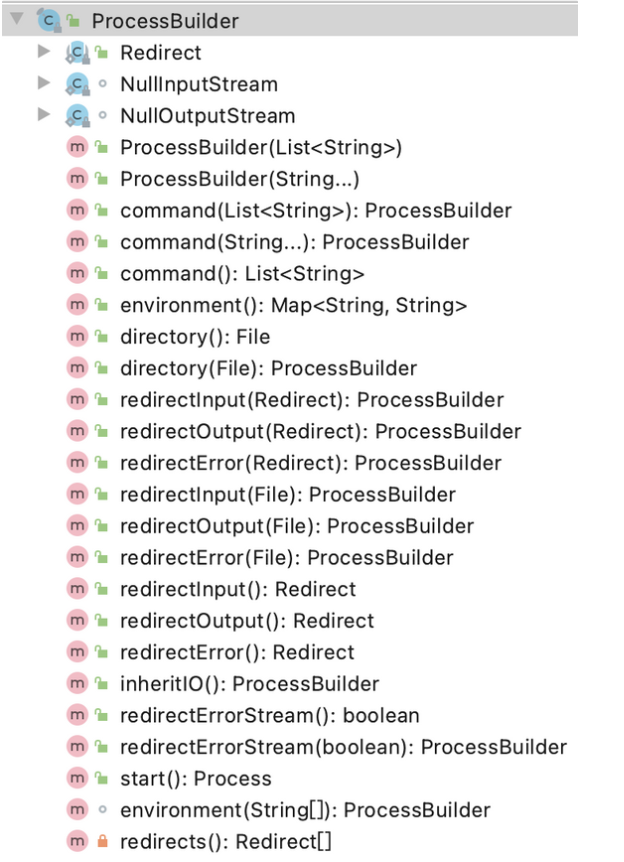 ProcessBuilder
Redirect
NullInputStream
NullOutputStream
ProcessBuilder(List<String>)
ProcessBuilder(String...)
command(List<String>): ProcessBuilder
command(String...): ProcessBuilder
command(): List<String>
environment(): Map<String, String>
directory(): File
directory(File): ProcessBuilder
redirectInput(Redirect): ProcessBuilder
redirectOutput(Redirect): ProcessBuilder
redirectError(Redirect): ProcessBuilder
redirectInput(File): ProcessBuilder
redirectOutput(File): ProcessBuilder
redirectError(File): ProcessBuilder
redirectInput(): Redirect
redirectOutput(): Redirect
redirectError(): Redirect
inheritIO(): ProcessBuilder
redirectErrorStream(): boolean
redirectErrorStream(boolean): ProcessBuilder
start(): Process
environment(String[]): ProcessBuilder
redirects(): Redirect[]